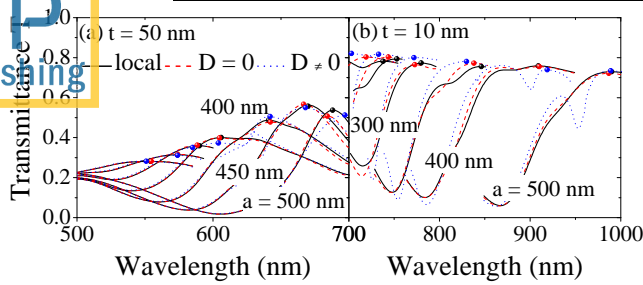 (a) t = 50 nm
(b) t = 10 nm
local D = 0 D ≠ 0
shing
Transmittance T
1.0
0.8
0.6
0.4
0.2
0.0
400 nm
450 nm
a = 500 nm
300 nm
400 nm
a = 500 nm
500 600 700
700 800 900 1000
Wavelength (nm)
Wavelength (nm)